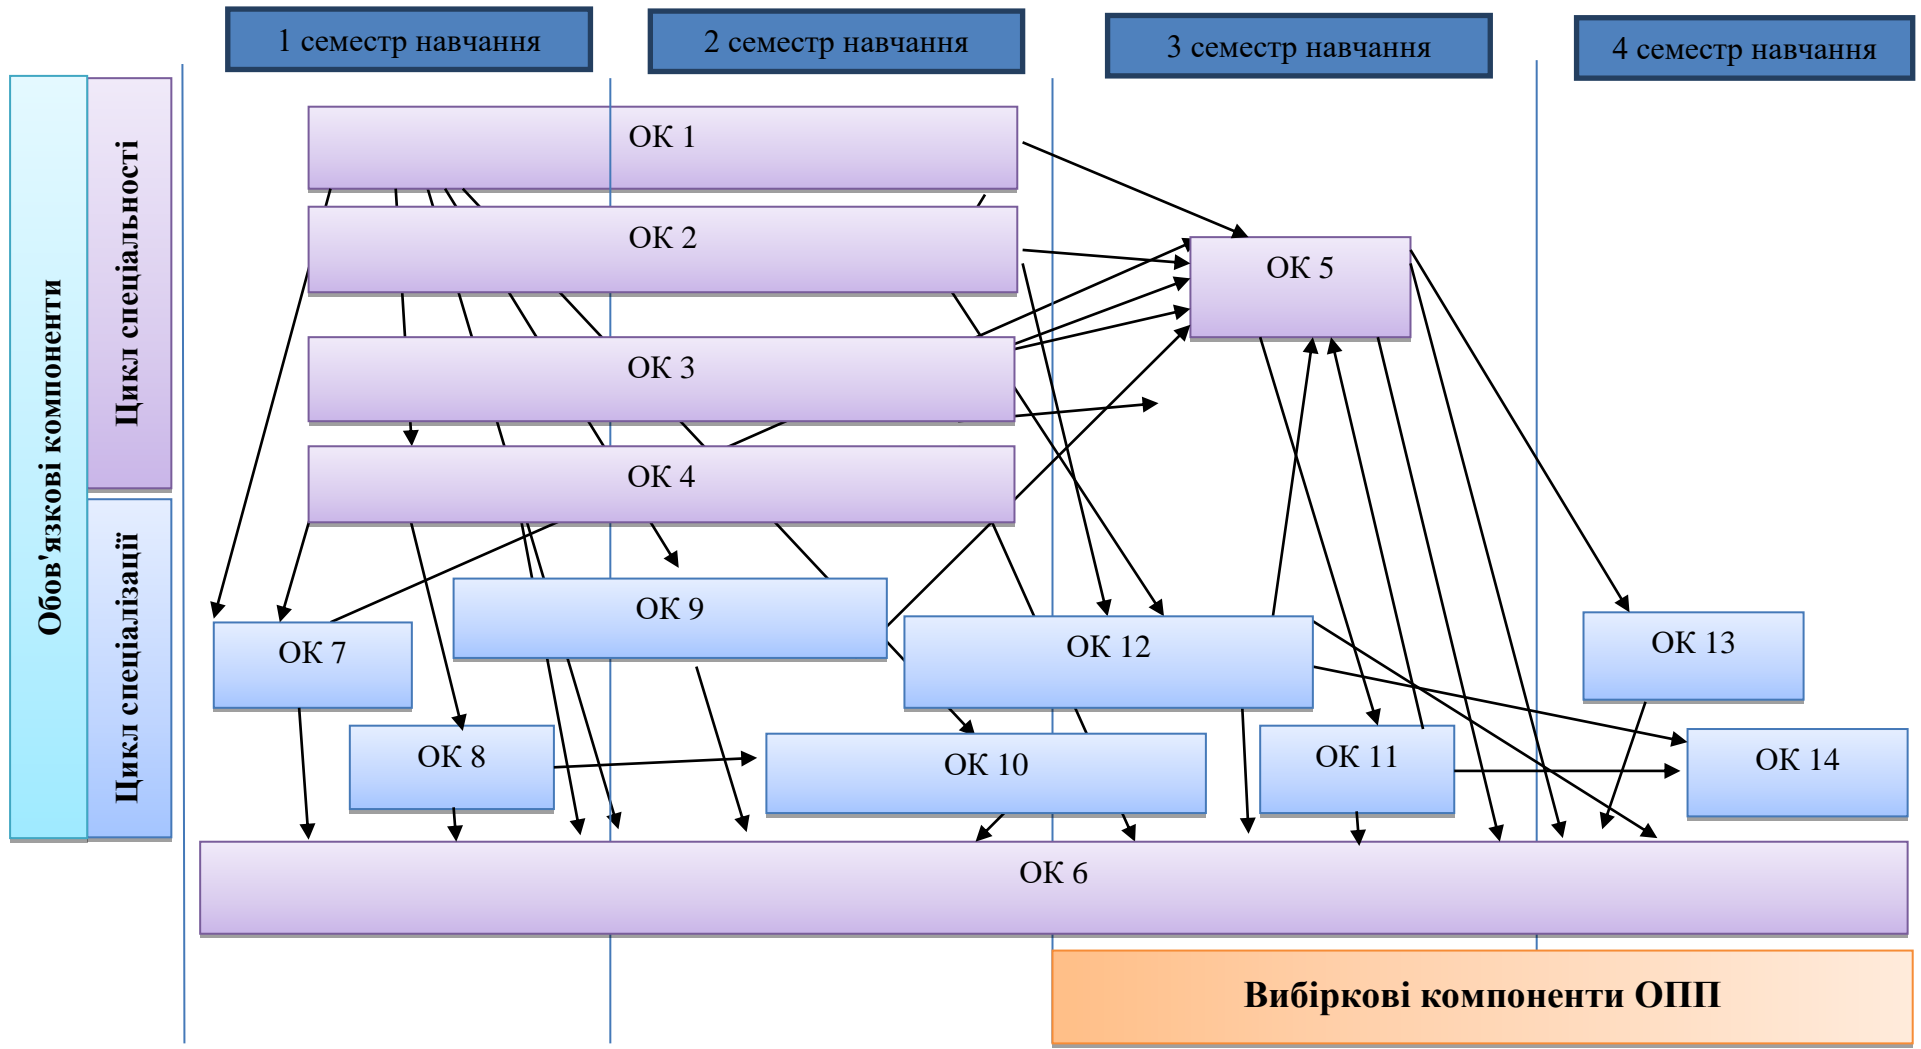 1 семестр навчання
2 семестр навчання
3 семестр навчання
4 семестр навчання
Обов'язкові компоненти
Цикл спеціальності
Цикл спеціалізації
ОК 1
ОК 2
ОК 5
ОК 3
ОК 4
ОК 9
ОК 7
ОК 12
ОК 13
ОК 8
ОК 10
ОК 11
ОК 14
ОК 6
Вибіркові компоненти ОПП